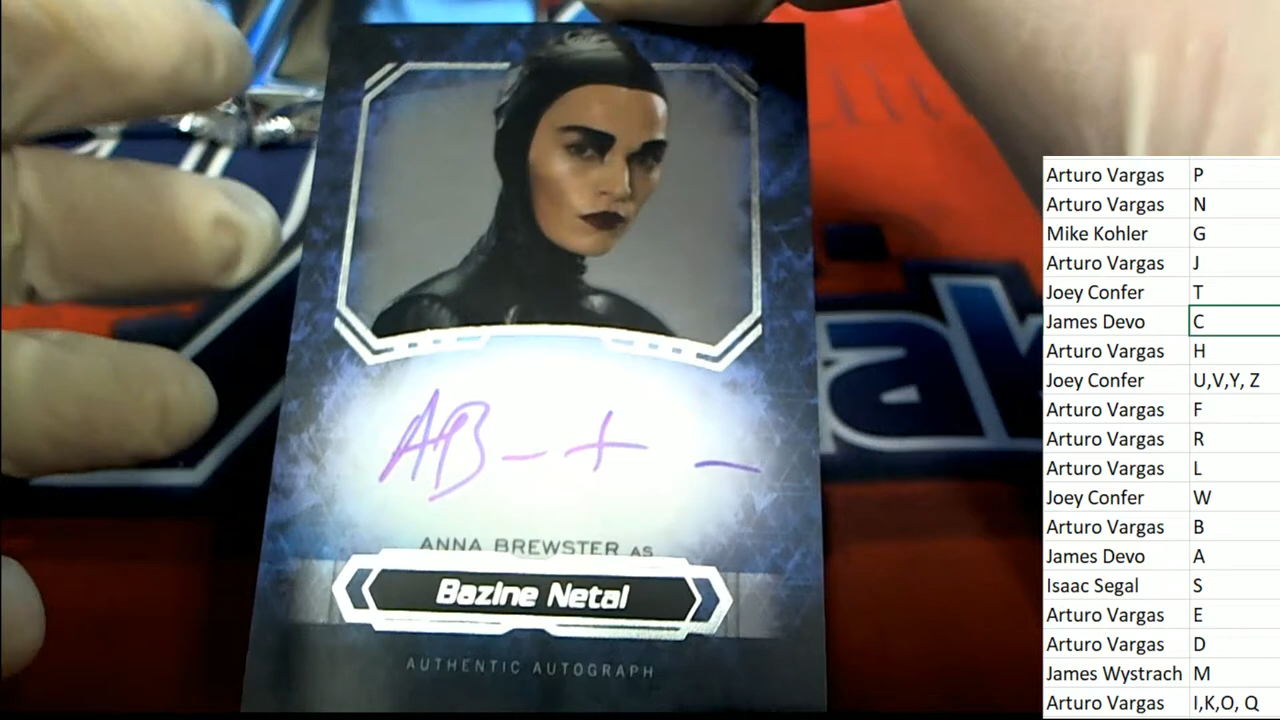 AB
ANNA BREWSTER AS
Bazine Netal
AUTHENTIC AUTOGRAPH
Arturo Vargas P
Arturo Vargas N
Mike Kohler G
Arturo Vargas J
Joey Confer T
James Devo C
Arturo Vargas H
Joey Confer U,V,Y, Z
Arturo Vargas F
Arturo Vargas R
Arturo Vargas L
Joey Confer W
Arturo Vargas B
James Devo A
Isaac Segal S
Arturo Vargas E
Arturo Vargas D
James Wystrach M
Arturo Vargas I,K,O, Q